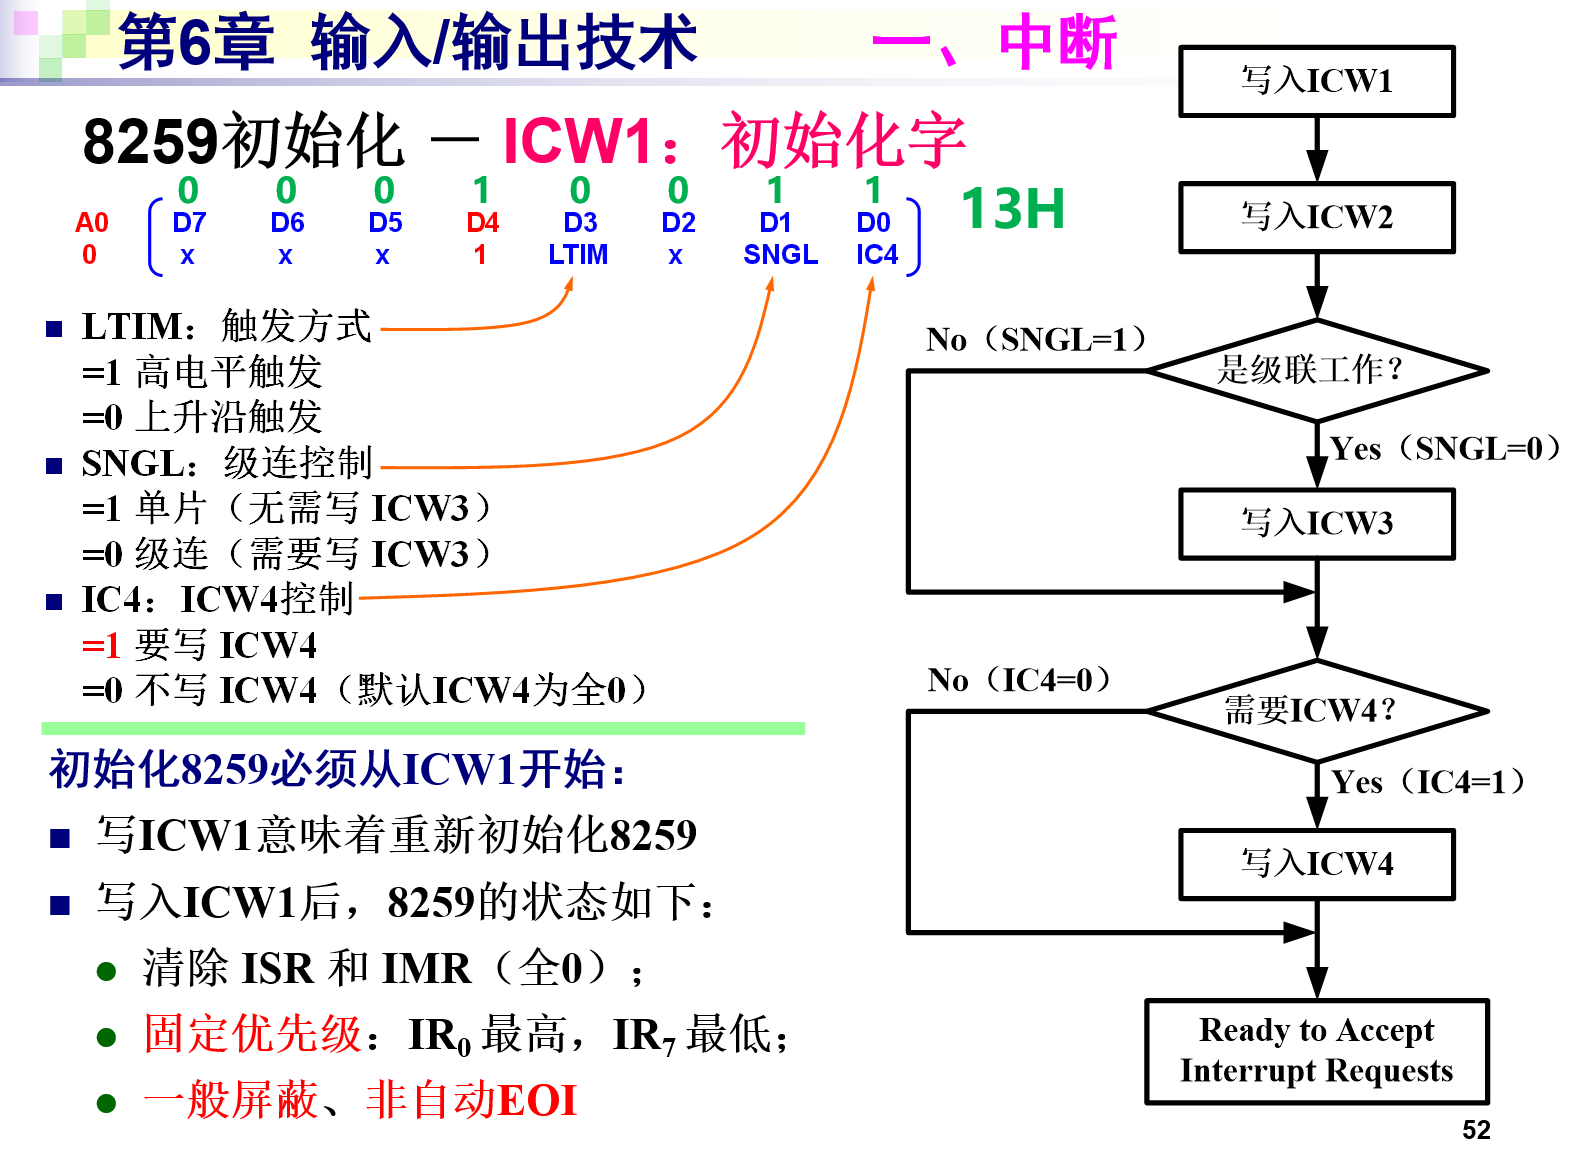 第6章 输入/输出技术
一、中断
8259初始化 － ICW1：初始化字
0 0 0 1 0 0 1 1
13H
A0 D7 D6 D5 D4 D3 D2 D1 D0
0 x x x 1 LTIM x SNGL IC4
LTIM：触发方式
=1 高电平触发
=0 上升沿触发
SNGL：级连控制
=1 单片（无需写 ICW3）
=0 级连（需要写 ICW3）
IC4：ICW4控制
=1 要写 ICW4
=0 不写 ICW4（默认ICW4为全0）
初始化8259必须从ICW1开始：
写ICW1意味着重新初始化8259
写入ICW1后，8259的状态如下：
清除 ISR 和 IMR（全0）；
固定优先级：IR0 最高，IR7 最低；
一般屏蔽、非自动EOI
写入ICW1
写入ICW2
No（SNGL=1）
是级联工作？
Yes（SNGL=0）
写入ICW3
No（IC4=0）
需要ICW4？
Yes（IC4=1）
写入ICW4
Ready to Accept
Interrupt Requests
52